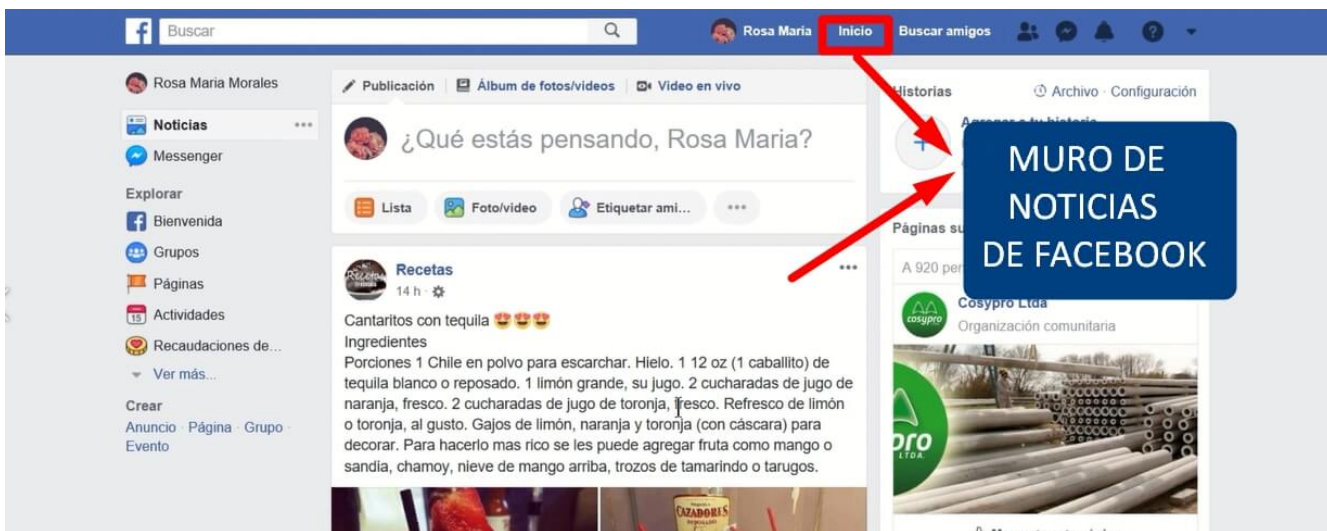 Buscar
Rosa Maria
Inicio
Buscar amigos
Rosa Maria Morales
Noticias
Messenger
Explorar
Bienvenida
Grupos
Páginas
15 Actividades
Recaudaciones de...
Ver más...
Crear
Anuncio · Página · Grupo ·
Evento
Publicación
Álbum de fotos/videos
Video en vivo
¿Qué estás pensando, Rosa Maria?
Lista
Foto/video
Etiquetar ami...
Recetas
14 h ·
Cantaritos con tequila 😍😍😍
Ingredientes
Porciones 1 Chile en polvo para escarchar. Hielo. 1 12 oz (1 caballito) de
tequila blanco o reposado. 1 limón grande, su jugo. 2 cucharadas de jugo de
naranja, fresco. 2 cucharadas de jugo de toronja, fresco. Refresco de limón
o toronja, al gusto. Gajos de limón, naranja y toronja (con cáscara) para
decorar. Para hacerlo mas rico se les puede agregar fruta como mango o
sandia, chamoy, nieve de mango arriba, trozos de tamarindo o tarugos.
CAZADORES
Historias
Archivo · Configuración
MURO DE
NOTICIAS
DE FACEBOOK
Páginas
A 920
Cosypro Ltda
cosypro
Organización comunitaria
pro
LTDA.